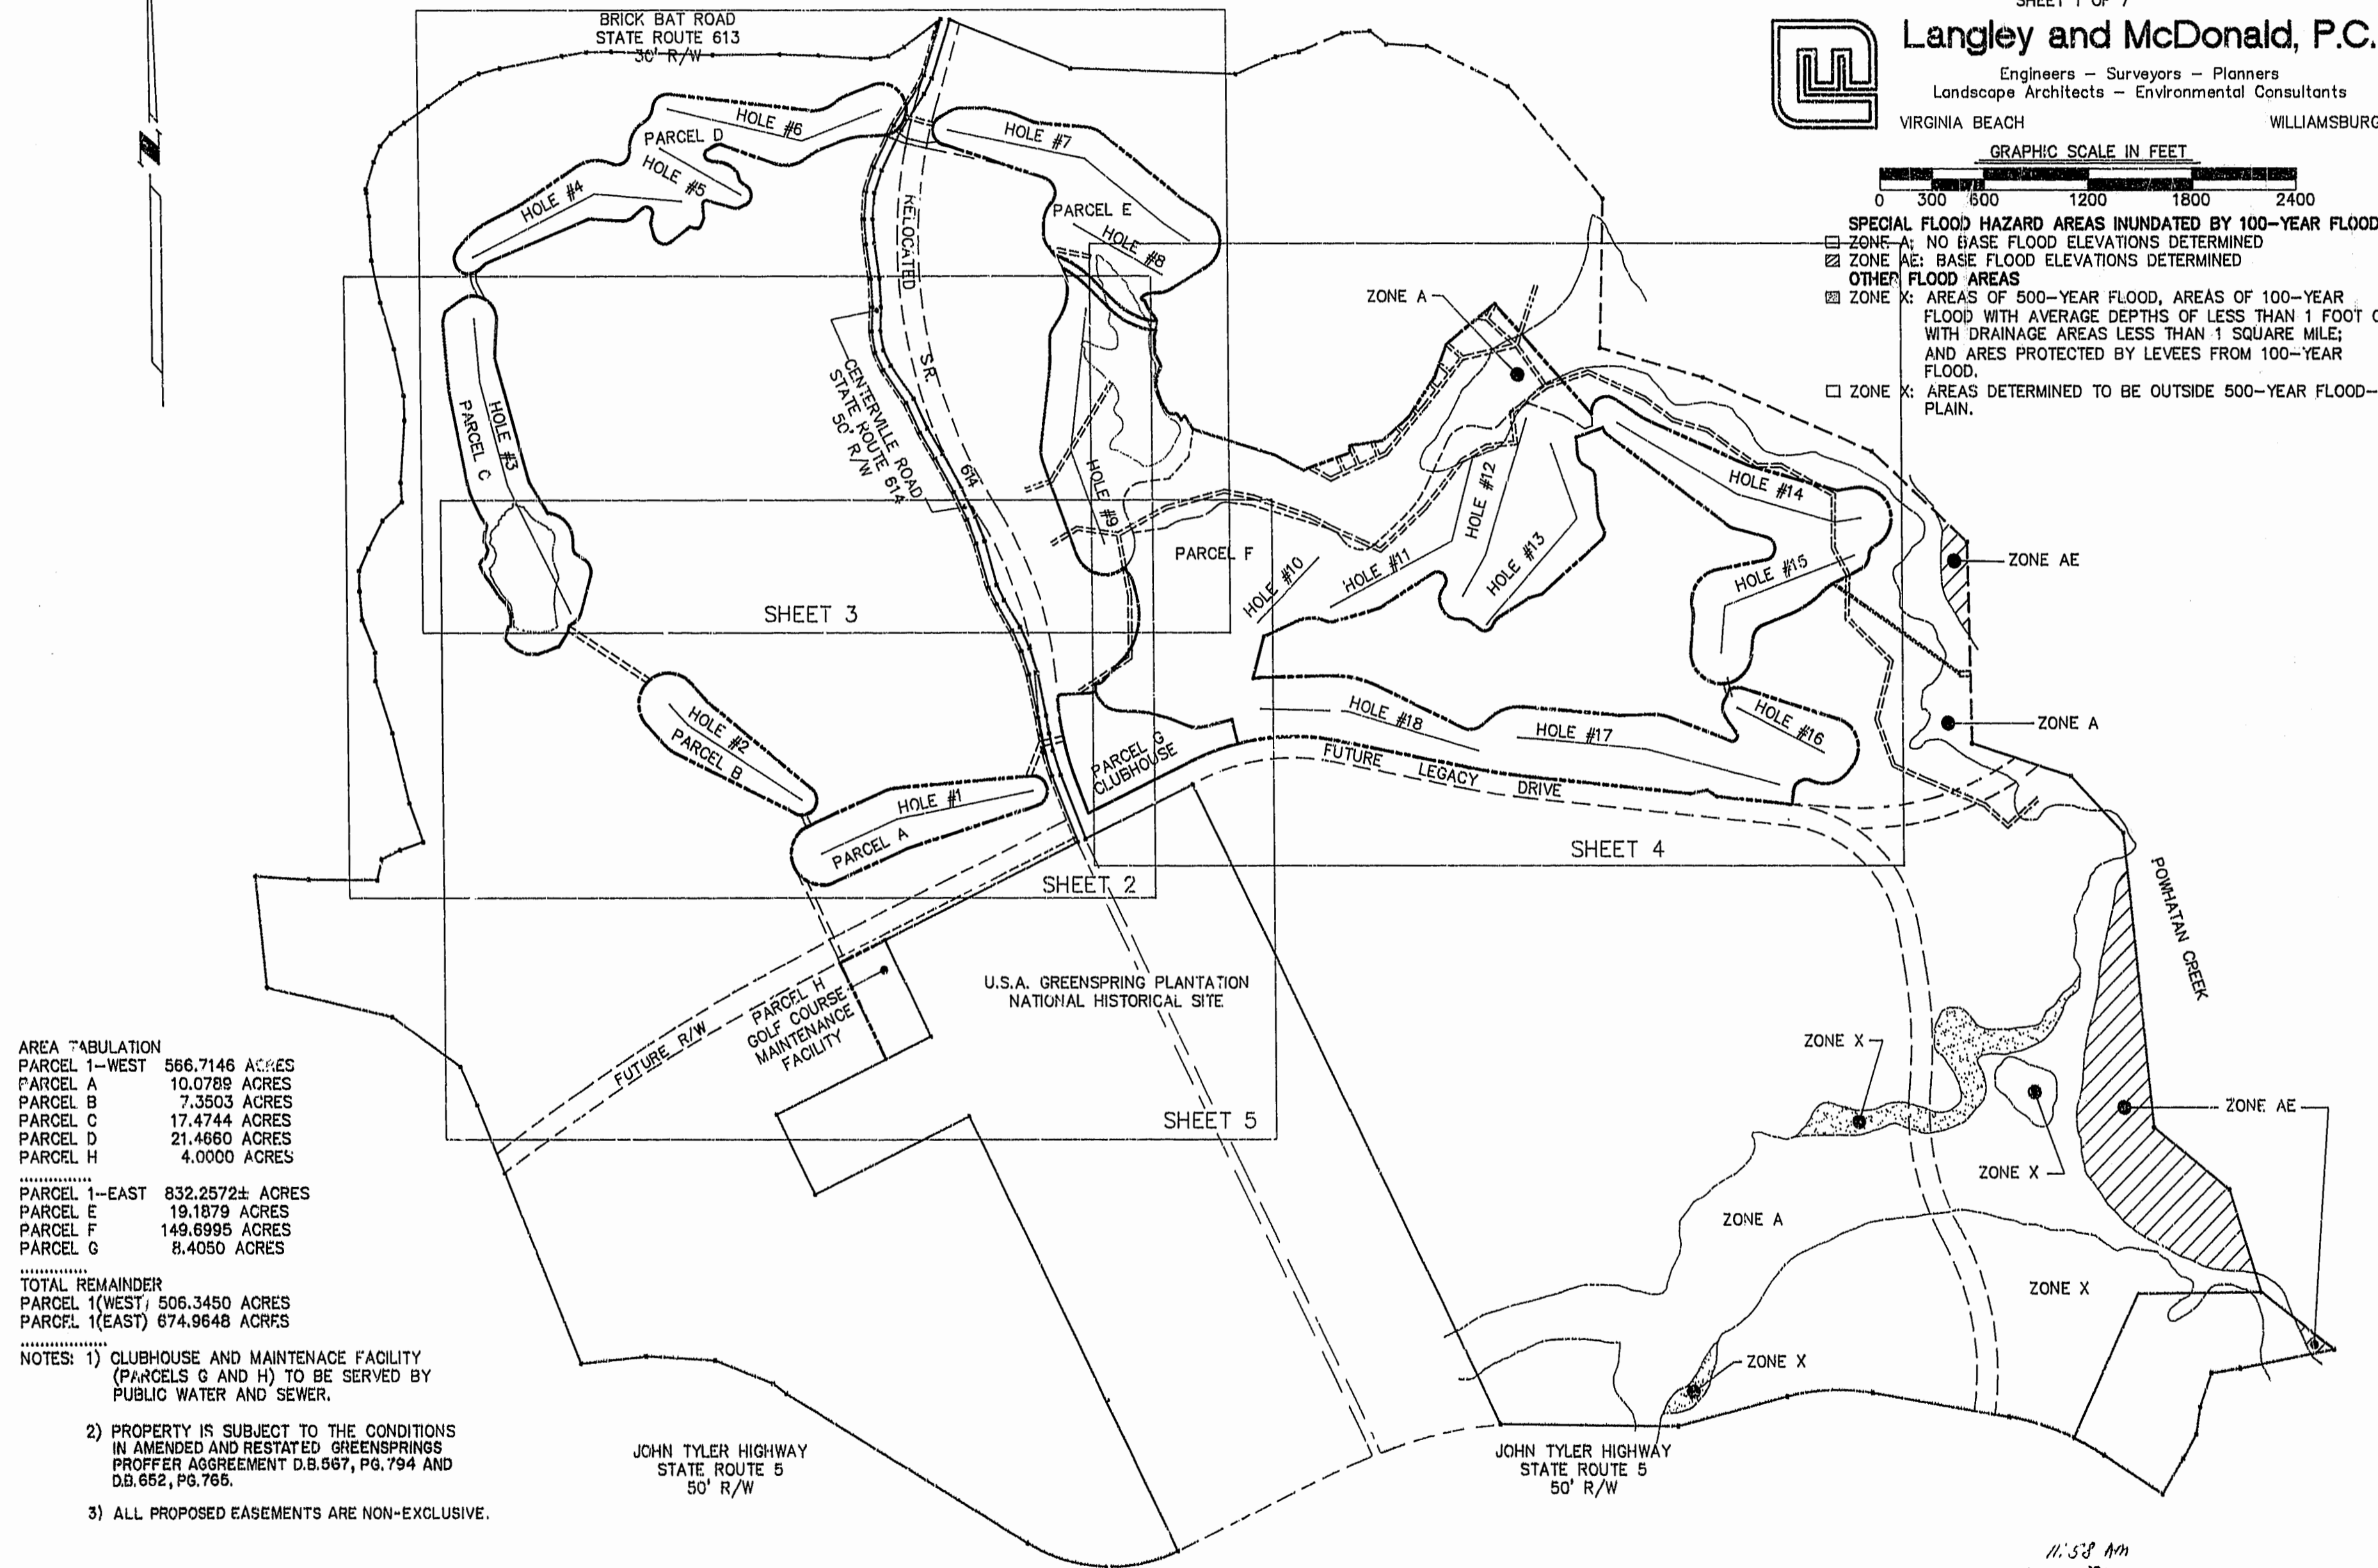 SHEET 1 OF 7
Langley and McDonald, P.C.
Engineers – Surveyors – Planners
Landscape Architects – Environmental Consultants
VIRGINIA BEACH WILLIAMSBURG
GRAPHIC SCALE IN FEET
0 300 600 1200 1800 2400
SPECIAL FLOOD HAZARD AREAS INUNDATED BY 100-YEAR FLOOD
ZONE A: NO BASE FLOOD ELEVATIONS DETERMINED
ZONE AE: BASE FLOOD ELEVATIONS DETERMINED
OTHER FLOOD AREAS
ZONE X: AREAS OF 500-YEAR FLOOD, AREAS OF 100-YEAR
FLOOD WITH AVERAGE DEPTHS OF LESS THAN 1 FOOT
WITH DRAINAGE AREAS LESS THAN 1 SQUARE MILE;
AND ARES PROTECTED BY LEVEES FROM 100-YEAR
FLOOD.
ZONE X: AREAS DETERMINED TO BE OUTSIDE 500-YEAR FLOOD-
PLAIN.
N
BRICK BAT ROAD
STATE ROUTE 613
30' R/W
HOLE #6
PARCEL D
HOLE #5
HOLE #4
HOLE #7
PARCEL E
HOLE #8
RELOCATED
S.R.
614
CENTERVILLE ROAD
STATE ROUTE 614
50' R/W
HOLE #3
PARCEL C
HOLE #9
ZONE A
HOLE #12
HOLE #14
HOLE #13
HOLE #11
HOLE #10
PARCEL F
HOLE #15
ZONE AE
SHEET 3
HOLE #2
PARCEL B
HOLE #18
HOLE #17
HOLE #16
ZONE A
PARCEL G
CLUBHOUSE
FUTURE LEGACY DRIVE
HOLE #1
PARCEL A
SHEET 4
SHEET 2
POWHATAN CREEK
U.S.A. GREENSPRING PLANTATION
NATIONAL HISTORICAL SITE
PARCEL H
GOLF COURSE
MAINTENANCE
FACILITY
FUTURE R/W
SHEET 5
ZONE X
ZONE AE
ZONE X
ZONE A
ZONE X
ZONE X
AREA TABULATION
PARCEL 1-WEST 566.7146 ACRES
PARCEL A 10.0789 ACRES
PARCEL B 7.3503 ACRES
PARCEL C 17.4744 ACRES
PARCEL D 21.4660 ACRES
PARCEL H 4.0000 ACRES
PARCEL 1-EAST 832.2572± ACRES
PARCEL E 19.1879 ACRES
PARCEL F 149.6995 ACRES
PARCEL G 8.4050 ACRES
TOTAL REMAINDER
PARCEL 1(WEST) 506.3450 ACRES
PARCEL 1(EAST) 674.9648 ACRES
NOTES: 1) CLUBHOUSE AND MAINTENACE FACILITY
(PARCELS G AND H) TO BE SERVED BY
PUBLIC WATER AND SEWER.
2) PROPERTY IS SUBJECT TO THE CONDITIONS
IN AMENDED AND RESTATED GREENSPRINGS
PROFFER AGGREEMENT D.B.567, PG.794 AND
D.B.652, PG.765.
3) ALL PROPOSED EASEMENTS ARE NON-EXCLUSIVE.
JOHN TYLER HIGHWAY
STATE ROUTE 5
50' R/W
JOHN TYLER HIGHWAY
STATE ROUTE 5
50' R/W
11:58 AM